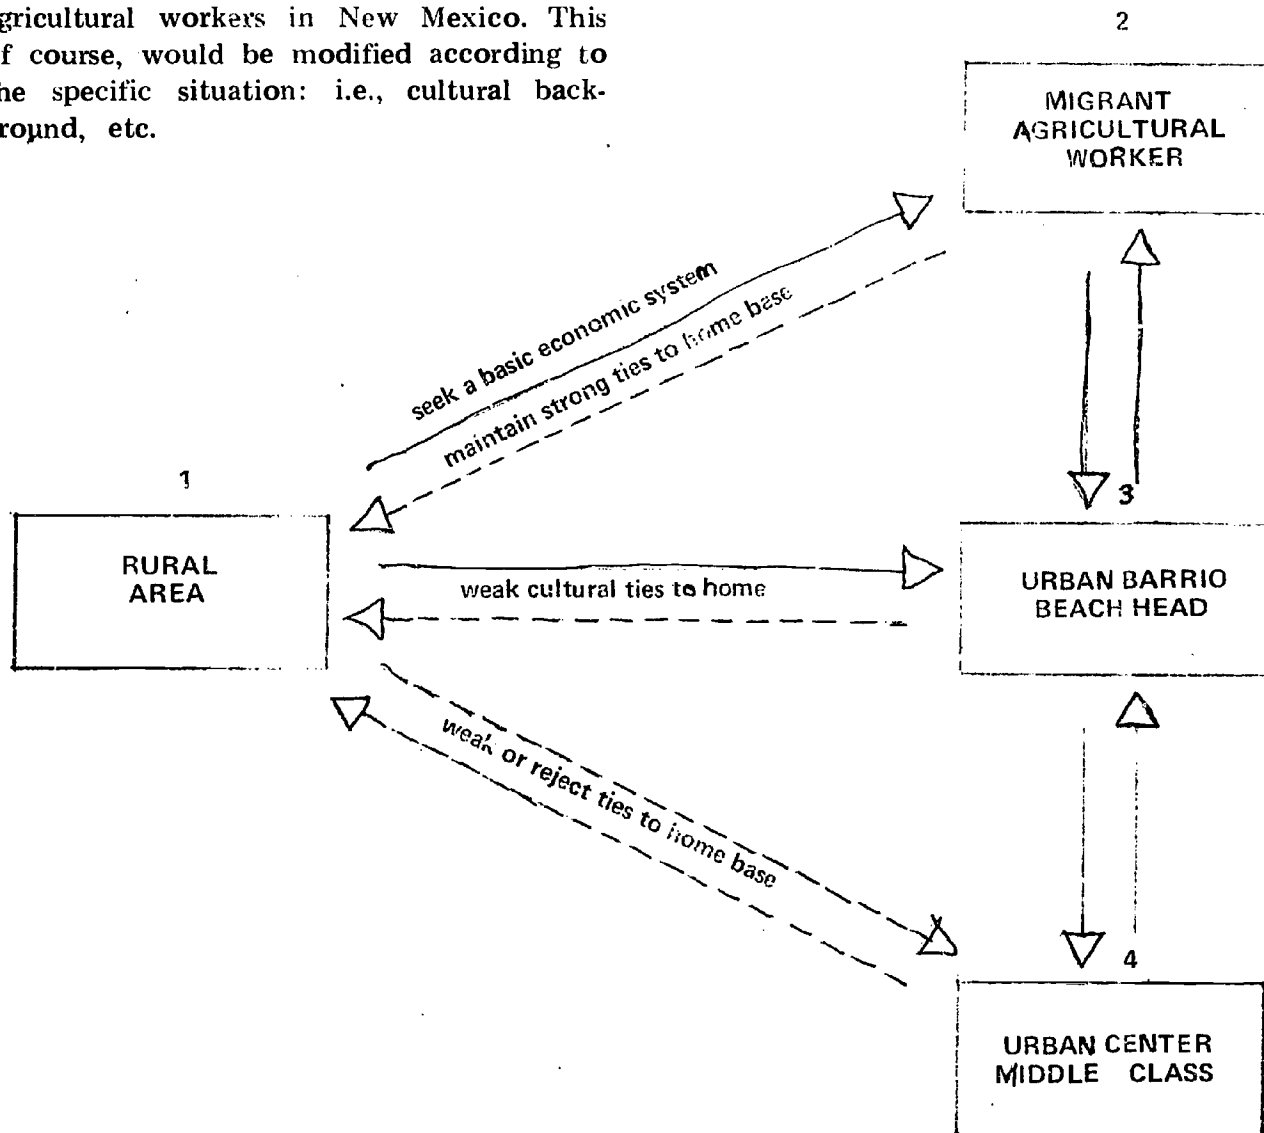 gricultural workers in New Mexico. This
f course, would be modified according to
he specific situation: i.e., cultural back-
round, etc.
2
MIGRANT
AGRICULTURAL
WORKER
seek a basic economic system
maintain strong ties to home base
1
RURAL
AREA
weak cultural ties to home
3
URBAN BARRIO
BEACH HEAD
weak or reject ties to home base
4
URBAN CENTER
MIDDLE CLASS